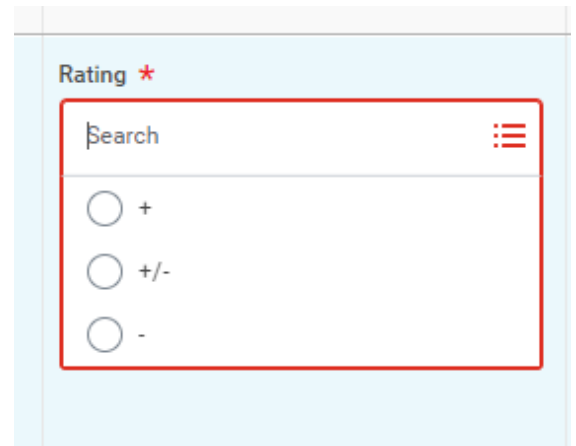 Rating *
Search
+
+/-
-